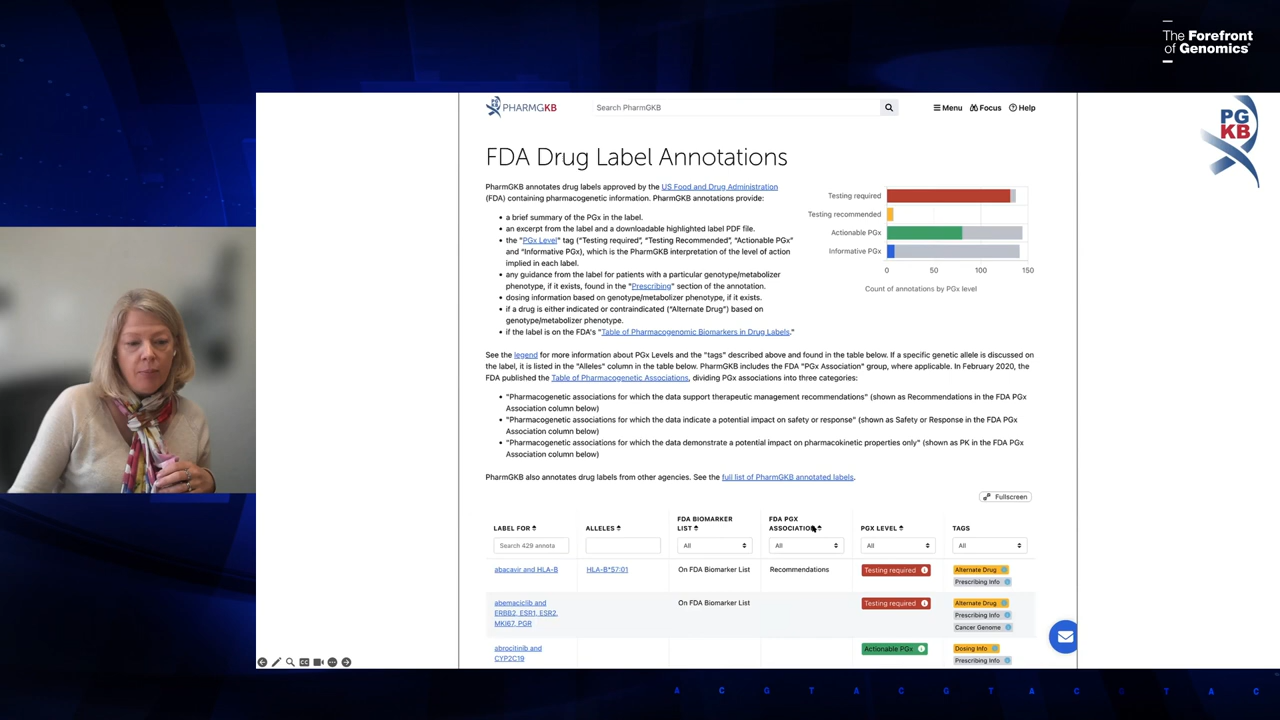 The Forefront
of Genomics®
PG
KB
PHARMGKB
Search PharmGKB
Menu
Focus
Help
FDA Drug Label Annotations
PharmGKB annotates drug labels approved by the US Food and Drug Administration
(FDA) containing pharmacogenetic information. PharmGKB annotations provide:
• a brief summary of the PGx in the label.
• an excerpt from the label and a downloadable highlighted label PDF file.
• the "PGx Level" tag ("Testing required", "Testing Recommended", "Actionable PGx"
and "Informative PGx), which is the PharmGKB interpretation of the level of action
implied in each label.
• any guidance from the label for patients with a particular genotype/metabolizer
phenotype, if it exists, found in the "Prescribing" section of the annotation.
• dosing information based on genotype/metabolizer phenotype, if it exists.
• if a drug is either indicated or contraindicated ("Alternate Drug") based on
genotype/metabolizer phenotype.
• if the label is on the FDA's "Table of Pharmacogenomic Biomarkers in Drug Labels."
Testing required
Testing recommended
Actionable PGx
Informative PGx
0 50 100 150
Count of annotations by PGx level
See the legend for more information about PGx Levels and the "tags" described above and found in the table below. If a specific genetic allele is discussed on
the label, it is listed in the "Alleles" column in the table below. PharmGKB includes the FDA "PGx Association" group, where applicable. In February 2020, the
FDA published the Table of Pharmacogenetic Associations, dividing PGx associations into three categories:
• "Pharmacogenetic associations for which the data support therapeutic management recommendations" (shown as Recommendations in the FDA PGx
Association column below)
• "Pharmacogenetic associations for which the data indicate a potential impact on safety or response" (shown as Safety or Response in the FDA PGx
Association column below)
• "Pharmacogenetic associations for which the data demonstrate a potential impact on pharmacokinetic properties only" (shown as PK in the FDA PGx
Association column below)
PharmGKB also annotates drug labels from other agencies. See the full list of PharmGKB annotated labels.
Fullscreen
LABEL FOR ALLELES FDA BIOMARKER LIST FDA PGX ASSOCIATION PGX LEVEL TAGS
Search 429 annota All All All All
abacavir and HLA-B HLA-B*57:01 On FDA Biomarker List Recommendations Testing required Alternate Drug
Prescribing Info
abemaciclib and On FDA Biomarker List Testing required Alternate Drug
ERBB2, ESR1, ESR2, Prescribing Info
MKI67, PGR Cancer Genome
abrocitinib and Actionable PGx Dosing Info
CYP2C19 Prescribing Info
A C G T A C G T A C T A C